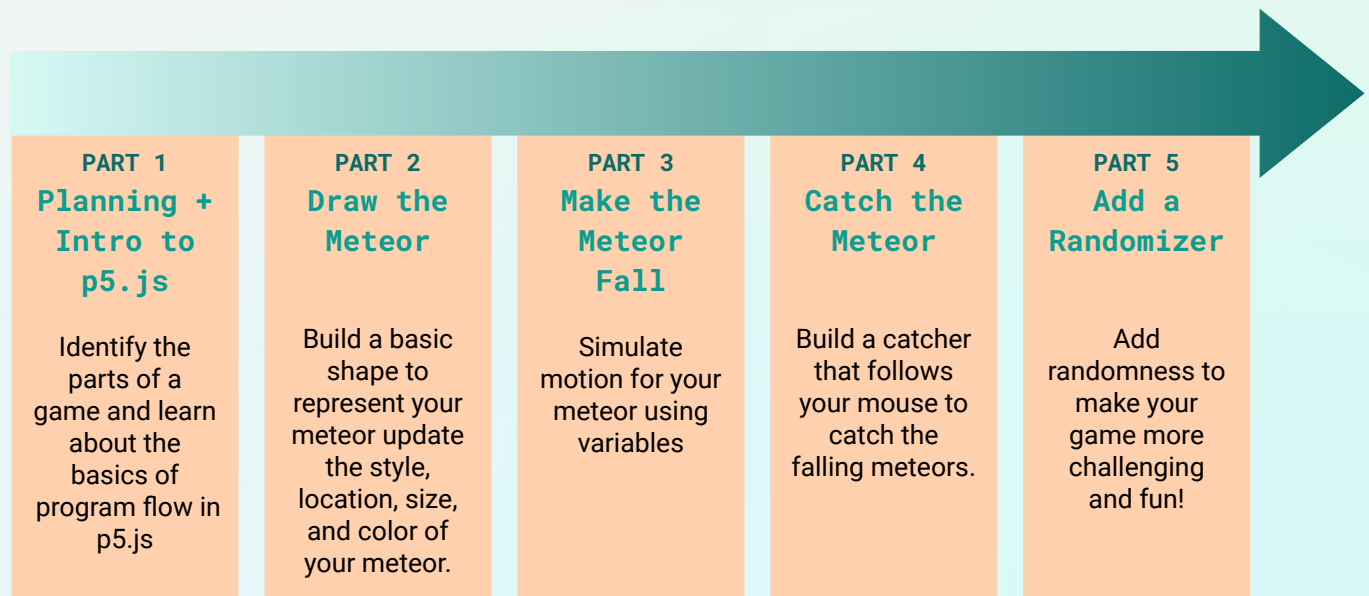 PART 1
Planning +
Intro to
p5.js
Identify the
parts of a
game and learn
about the
basics of
program flow in
p5.js
PART 2
Draw the
Meteor
Build a basic
shape to
represent your
meteor update
the style,
location, size,
and color of
your meteor.
PART 3
Make the
Meteor
Fall
Simulate
motion for your
meteor using
variables
PART 4
Catch the
Meteor
Build a catcher
that follows
your mouse to
catch the
falling meteors.
PART 5
Add a
Randomizer
Add
randomness to
make your
game more
challenging
and fun!